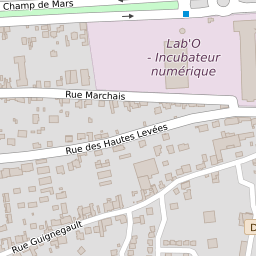 Champ de Mars
Lab'O
- Incubateur
numérique
Rue Marchais
Rue des Hautes Levées
Rue Guignegault
D